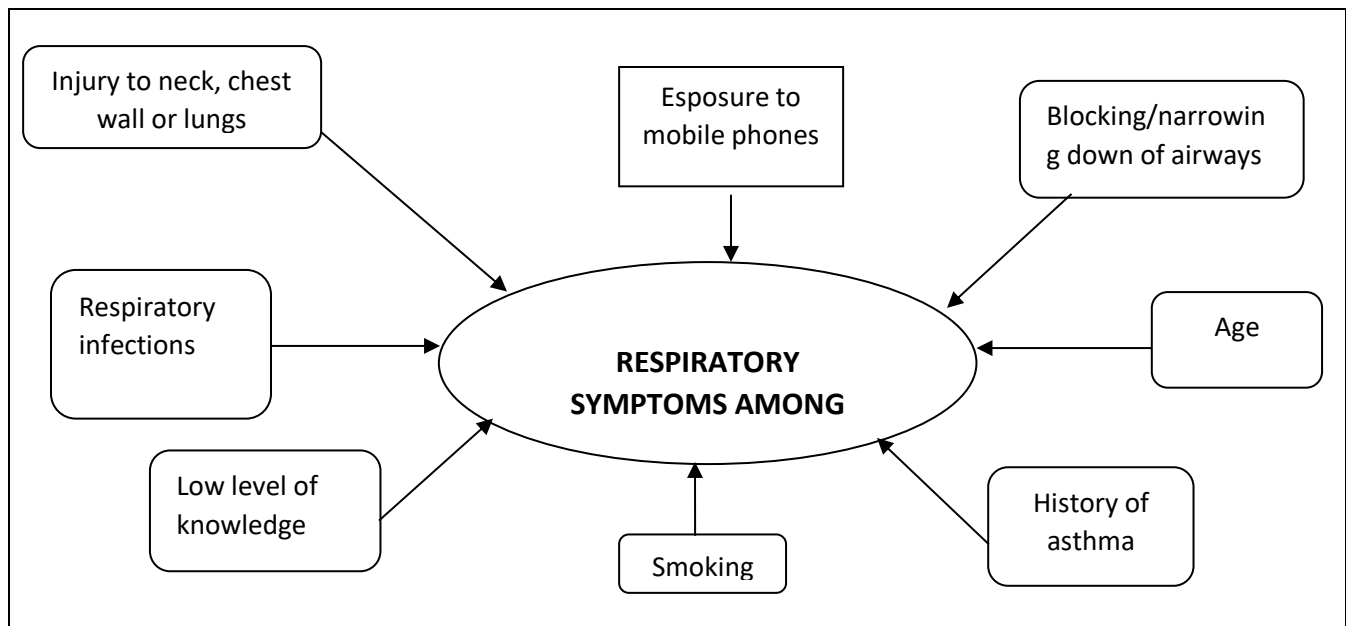 Injury to neck, chest
wall or lungs
Esposure to
mobile phones
Blocking/narrowin
g down of airways
Respiratory
infections
RESPIRATORY
SYMPTOMS AMONG
Age
Low level of
knowledge
Smoking
History of
asthma